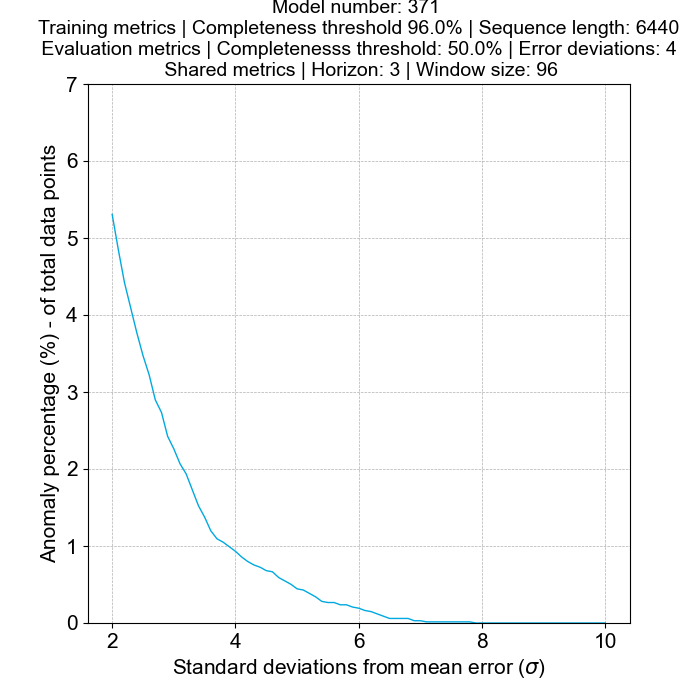 Model number: 371
Training metrics | Completeness threshold 96.0% | Sequence length: 6440
Evaluation metrics | Completenesss threshold: 50.0% | Error deviations: 4
Shared metrics | Horizon: 3 | Window size: 96
7
6
5
4
3
2
1
0
Anomaly percentage (%) - of total data points
2 4 6 8 10
Standard deviations from mean error (σ)